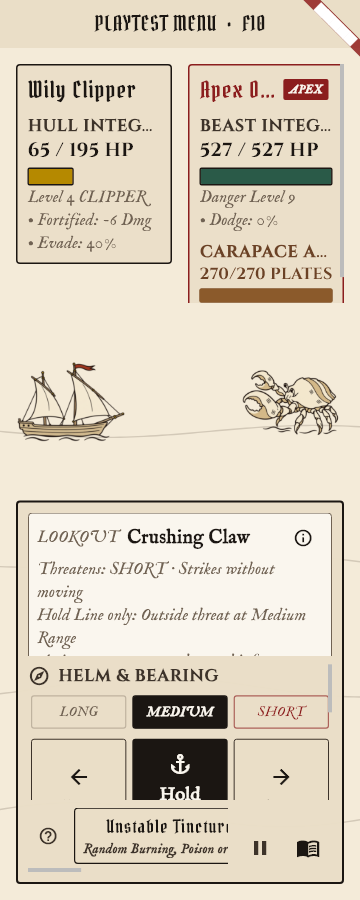 PLAYTEST MENU · F10
Wily Clipper
HULL INTEG...
65 / 195 HP
Level 4 CLIPPER
• Fortified: -6 Dmg
• Evade: 40%
Apex O... APEX
BEAST INTEG...
527 / 527 HP
Danger Level 9
• Dodge: 0%
CARAPACE A...
270/270 PLATES
LOOKOUT Crushing Claw
Threatens: SHORT · Strikes without
moving
Hold Line only: Outside threat at Medium
Range
HELM & BEARING
LONG MEDIUM SHORT
Hold
Unstable Tincture
Random Burning, Poison or